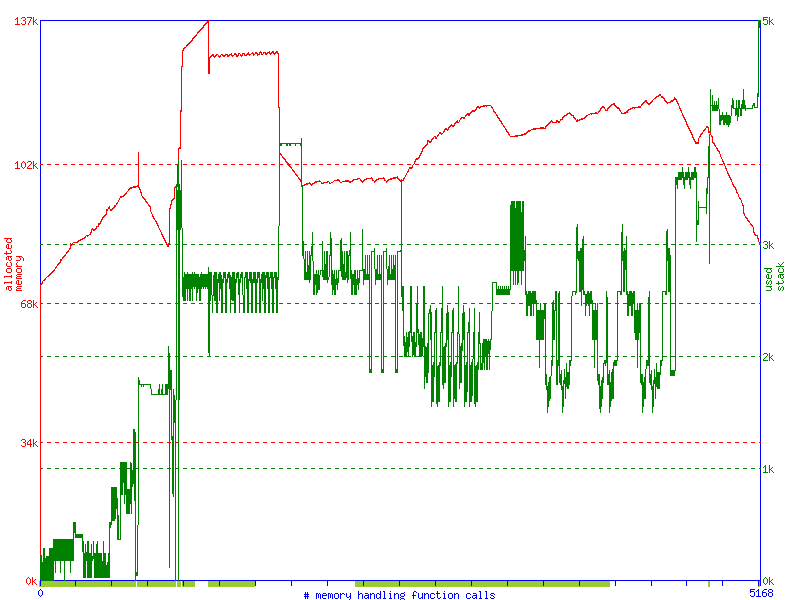 137k
5k
102k
allocated
memory
3k
used
stack
68k
2k
34k
1k
0k
0k
0
# memory handling function calls
5168